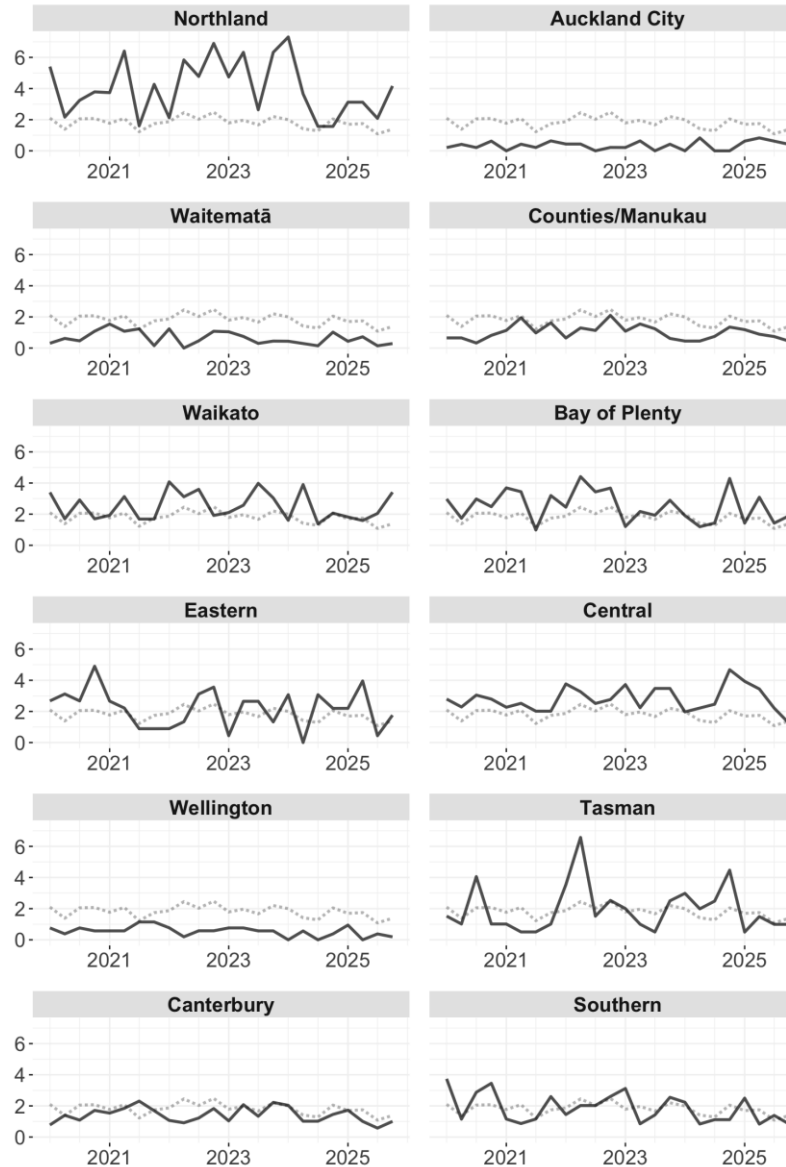 Northland Auckland City
6
4
2
0
2021 2023 2025 2021 2023 2025
Waitematā Counties/Manukau
6
4
2
0
2021 2023 2025 2021 2023 2025
Waikato Bay of Plenty
6
4
2
0
2021 2023 2025 2021 2023 2025
Eastern Central
6
4
2
0
2021 2023 2025 2021 2023 2025
Wellington Tasman
6
4
2
0
2021 2023 2025 2021 2023 2025
Canterbury Southern
6
4
2
0
2021 2023 2025 2021 2023 2025